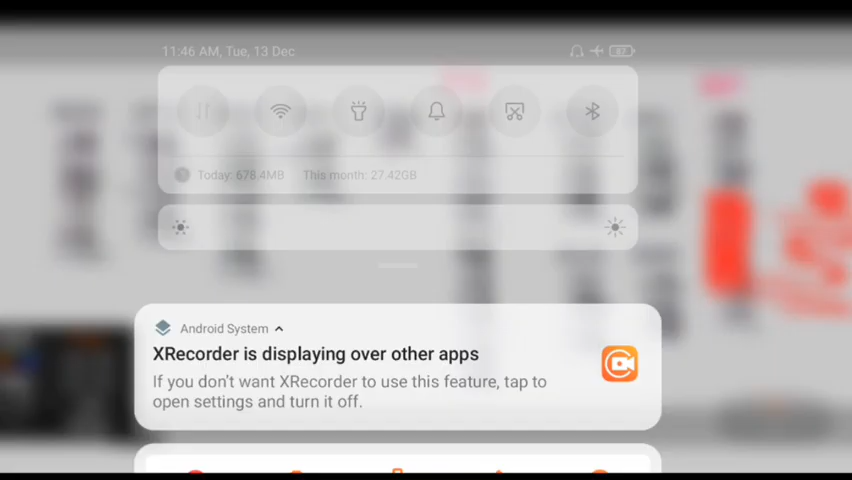 11:46 AM, Tue, 13 Dec
87
Today: 678.4MB This month: 27.42GB
Android System
XRecorder is displaying over other apps
If you don't want XRecorder to use this feature, tap to
open settings and turn it off.